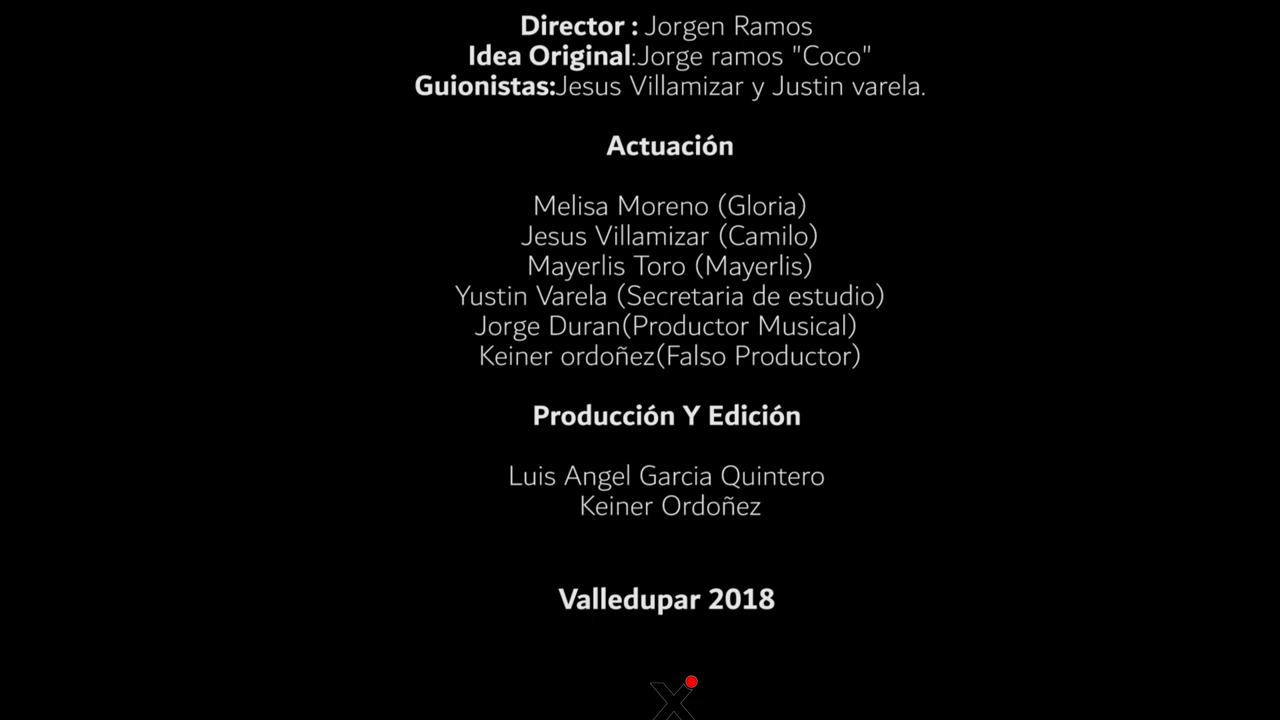 Director : Jorgen Ramos
Idea Original:Jorge ramos "Coco"
Guionistas:Jesus Villamizar y Justin varela.
Actuación
Melisa Moreno (Gloria)
Jesus Villamizar (Camilo)
Mayerlis Toro (Mayerlis)
Yustin Varela (Secretaria de estudio)
Jorge Duran(Productor Musical)
Keiner ordoñez(Falso Productor)
Producción Y Edición
Luis Angel Garcia Quintero
Keiner Ordoñez
Valledupar 2018
X